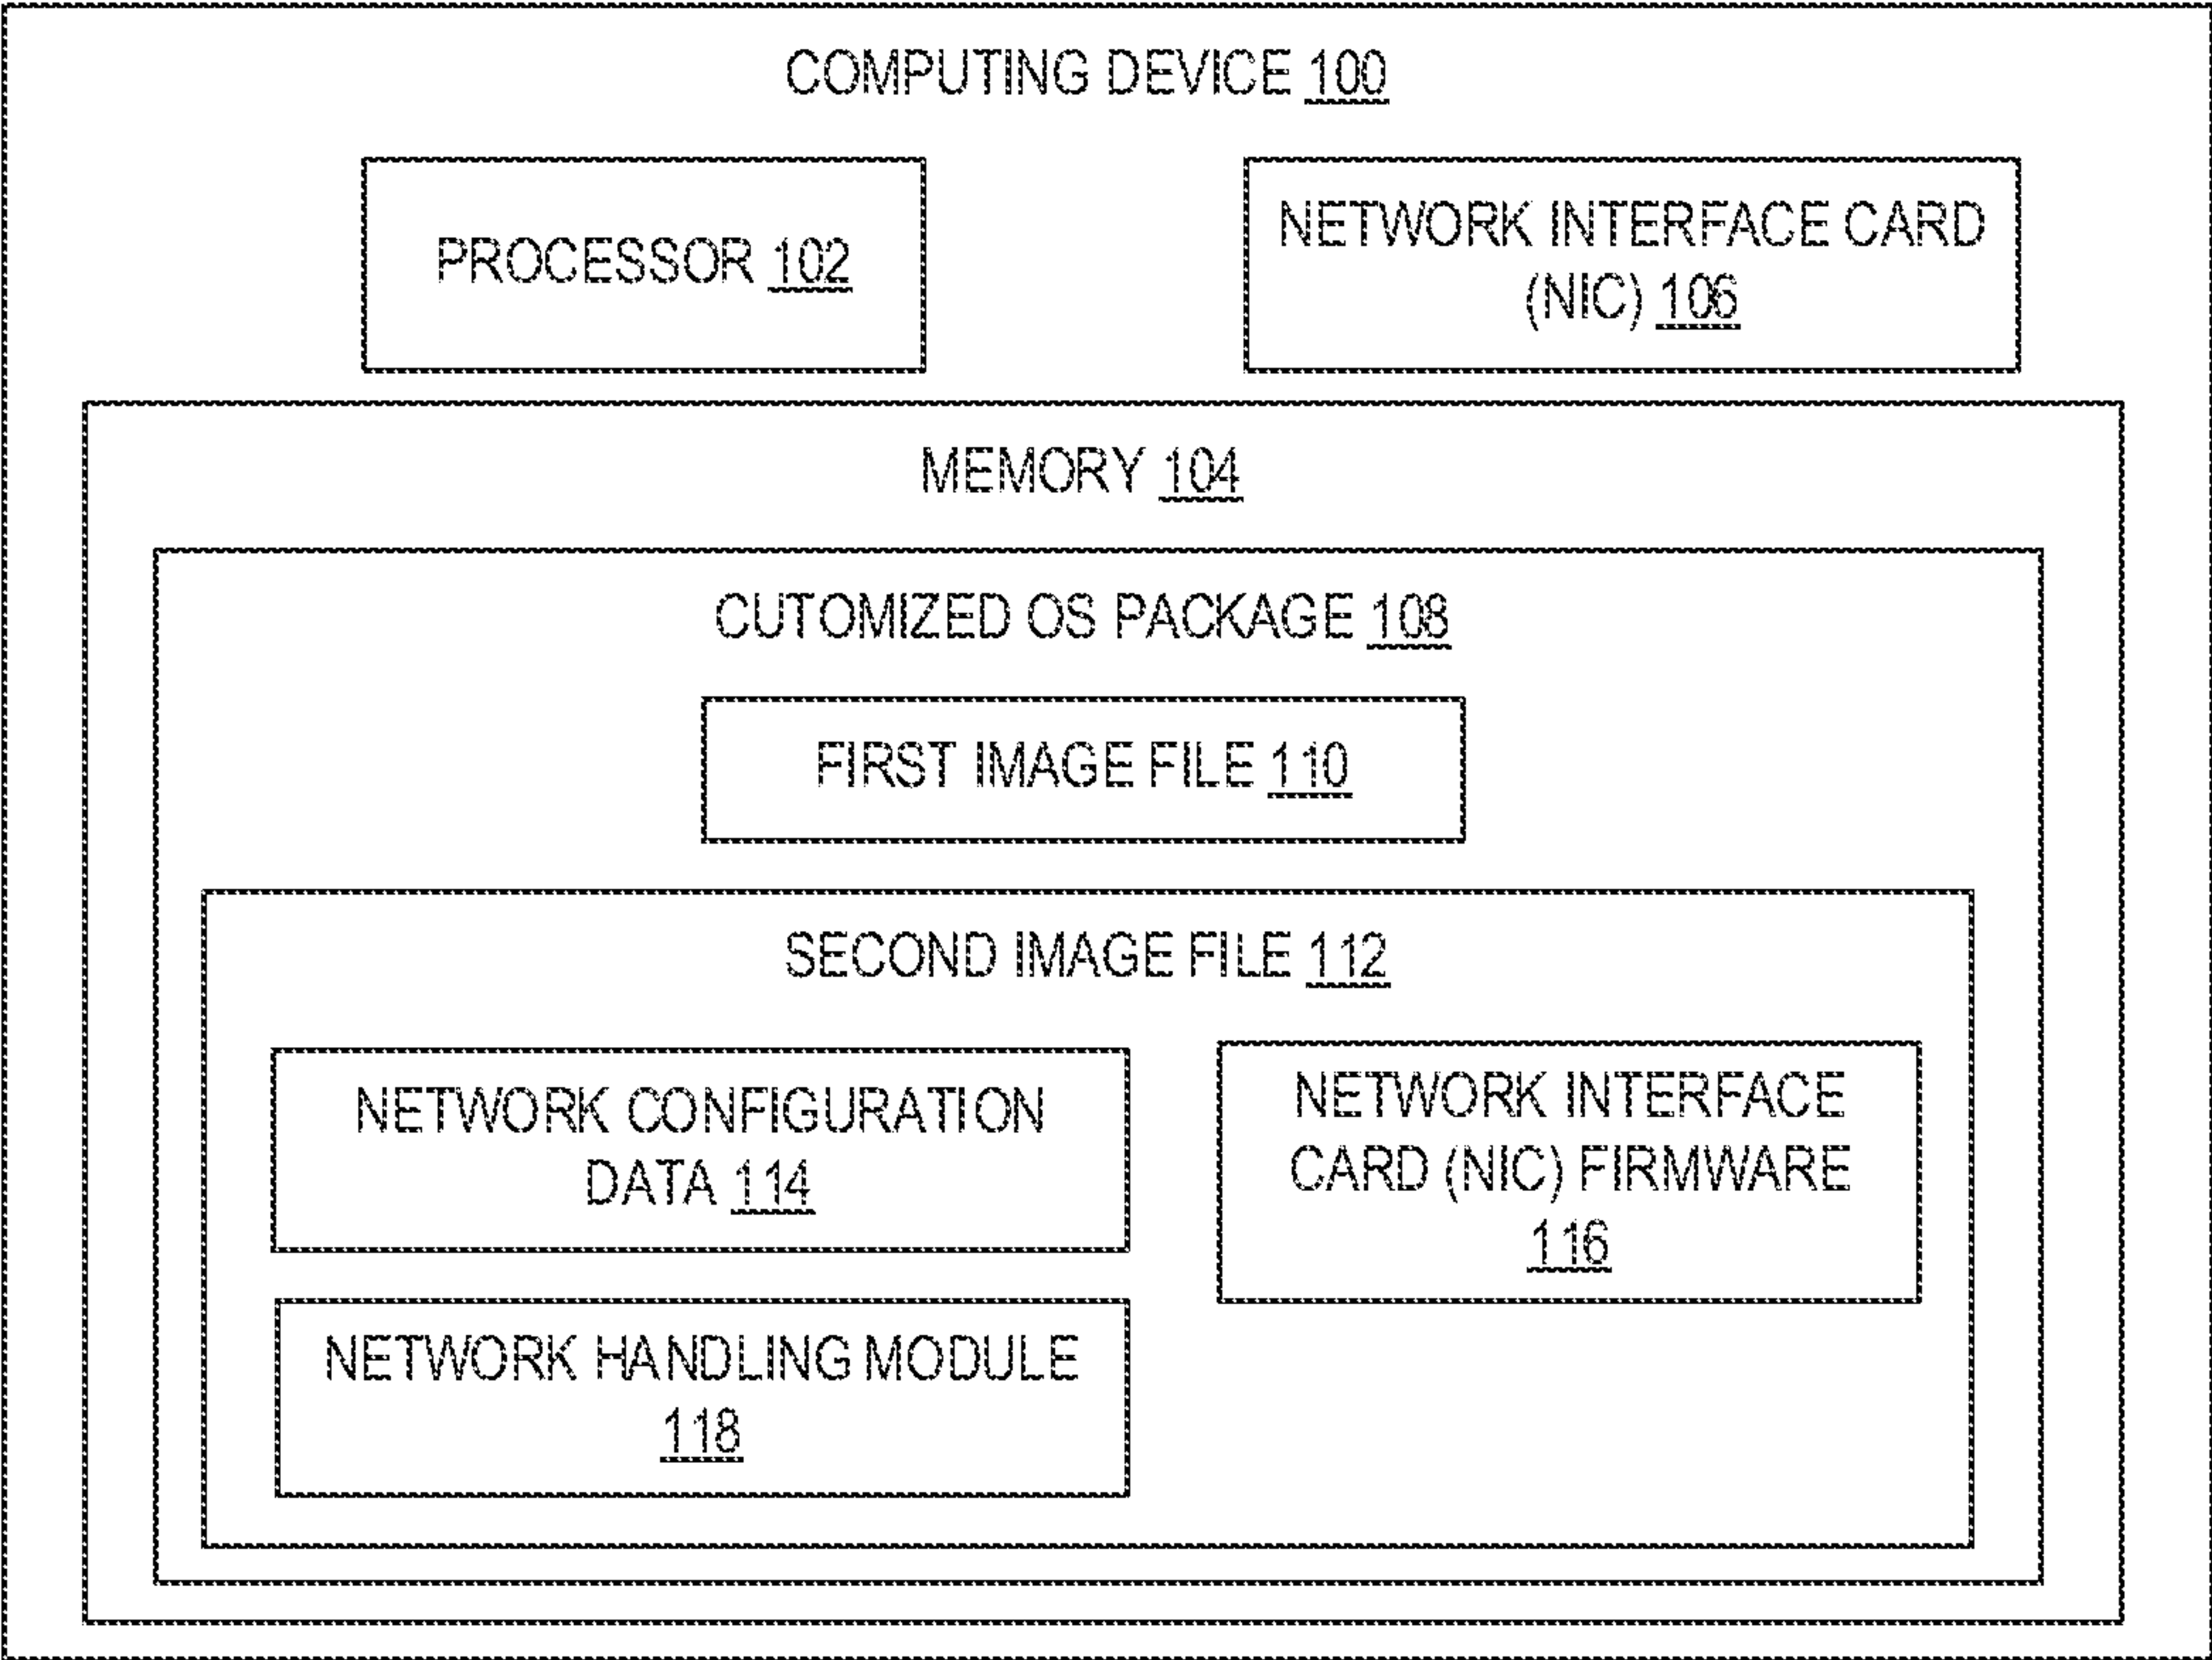 COMPUTING DEVICE 100
PROCESSOR 102
NETWORK INTERFACE CARD
(NIC) 106
MEMORY 104
CUTOMIZED OS PACKAGE 108
FIRST IMAGE FILE 110
SECOND IMAGE FILE 112
NETWORK CONFIGURATION
DATA 114
NETWORK INTERFACE
CARD (NIC) FIRMWARE
116
NETWORK HANDLING MODULE
118